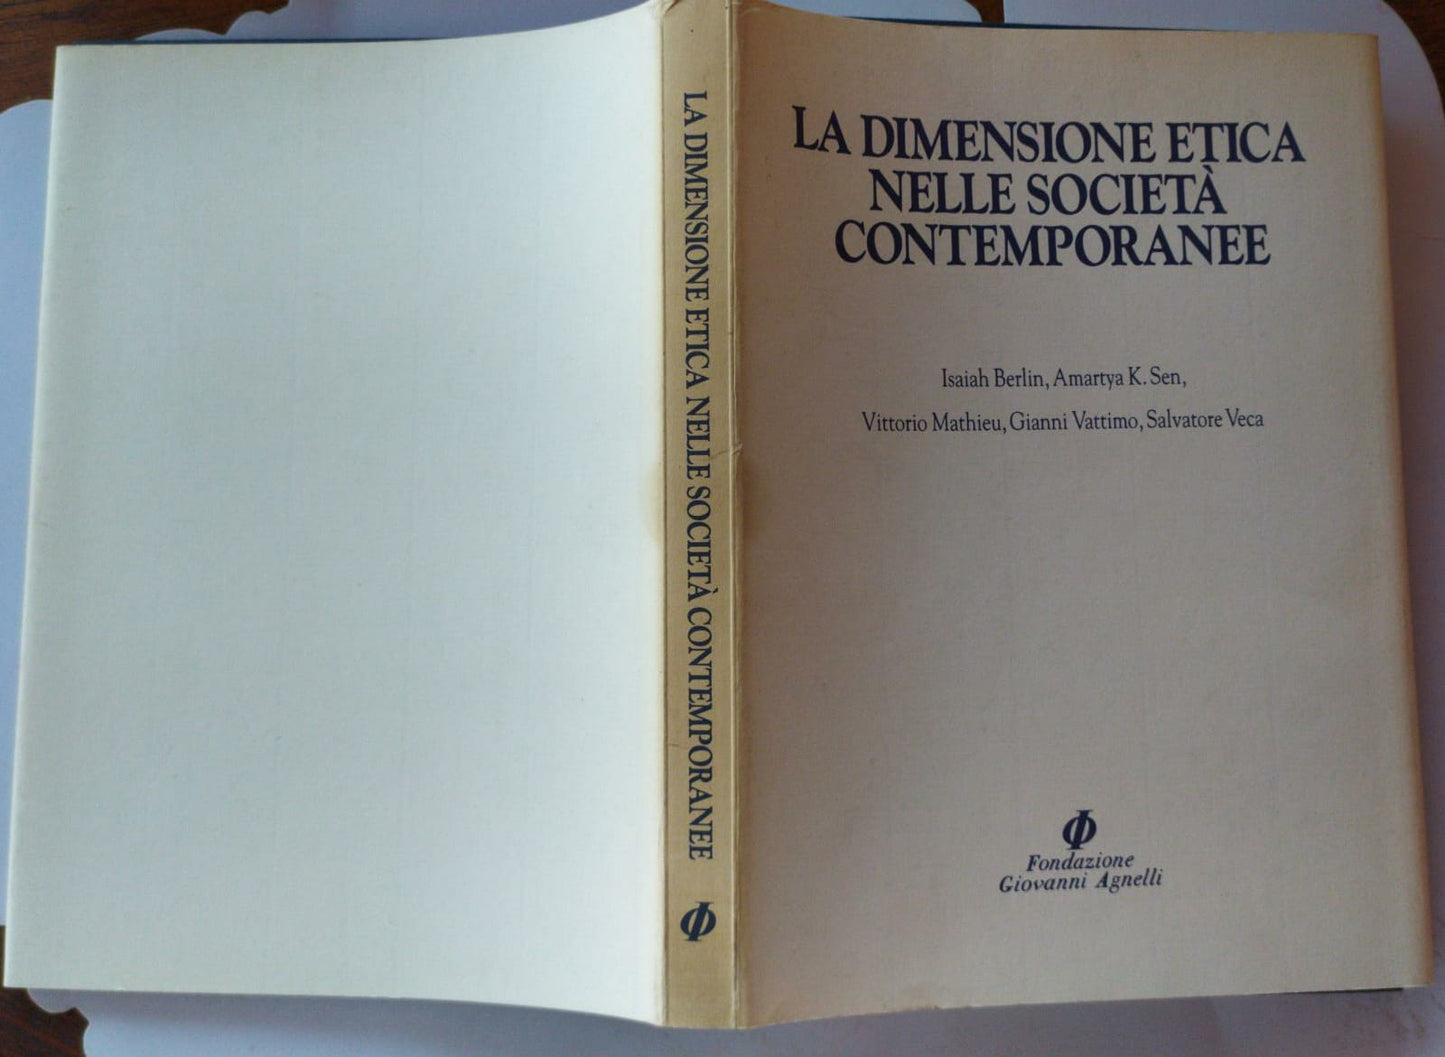 LA DIMENSIONE ETICA NELLE SOCIETÀ CONTEMPORANEE
LA DIMENSIONE ETICA
NELLE SOCIETÀ
CONTEMPORANEE
Isaiah Berlin, Amartya K. Sen,
Vittorio Mathieu, Gianni Vattimo, Salvatore Veca
Fondazione
Giovanni Agnelli